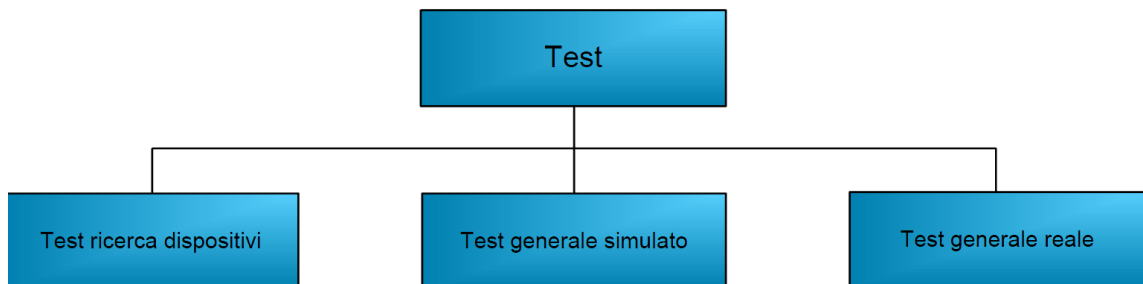 Test
Test ricerca dispositivi
Test generale simulato
Test generale reale